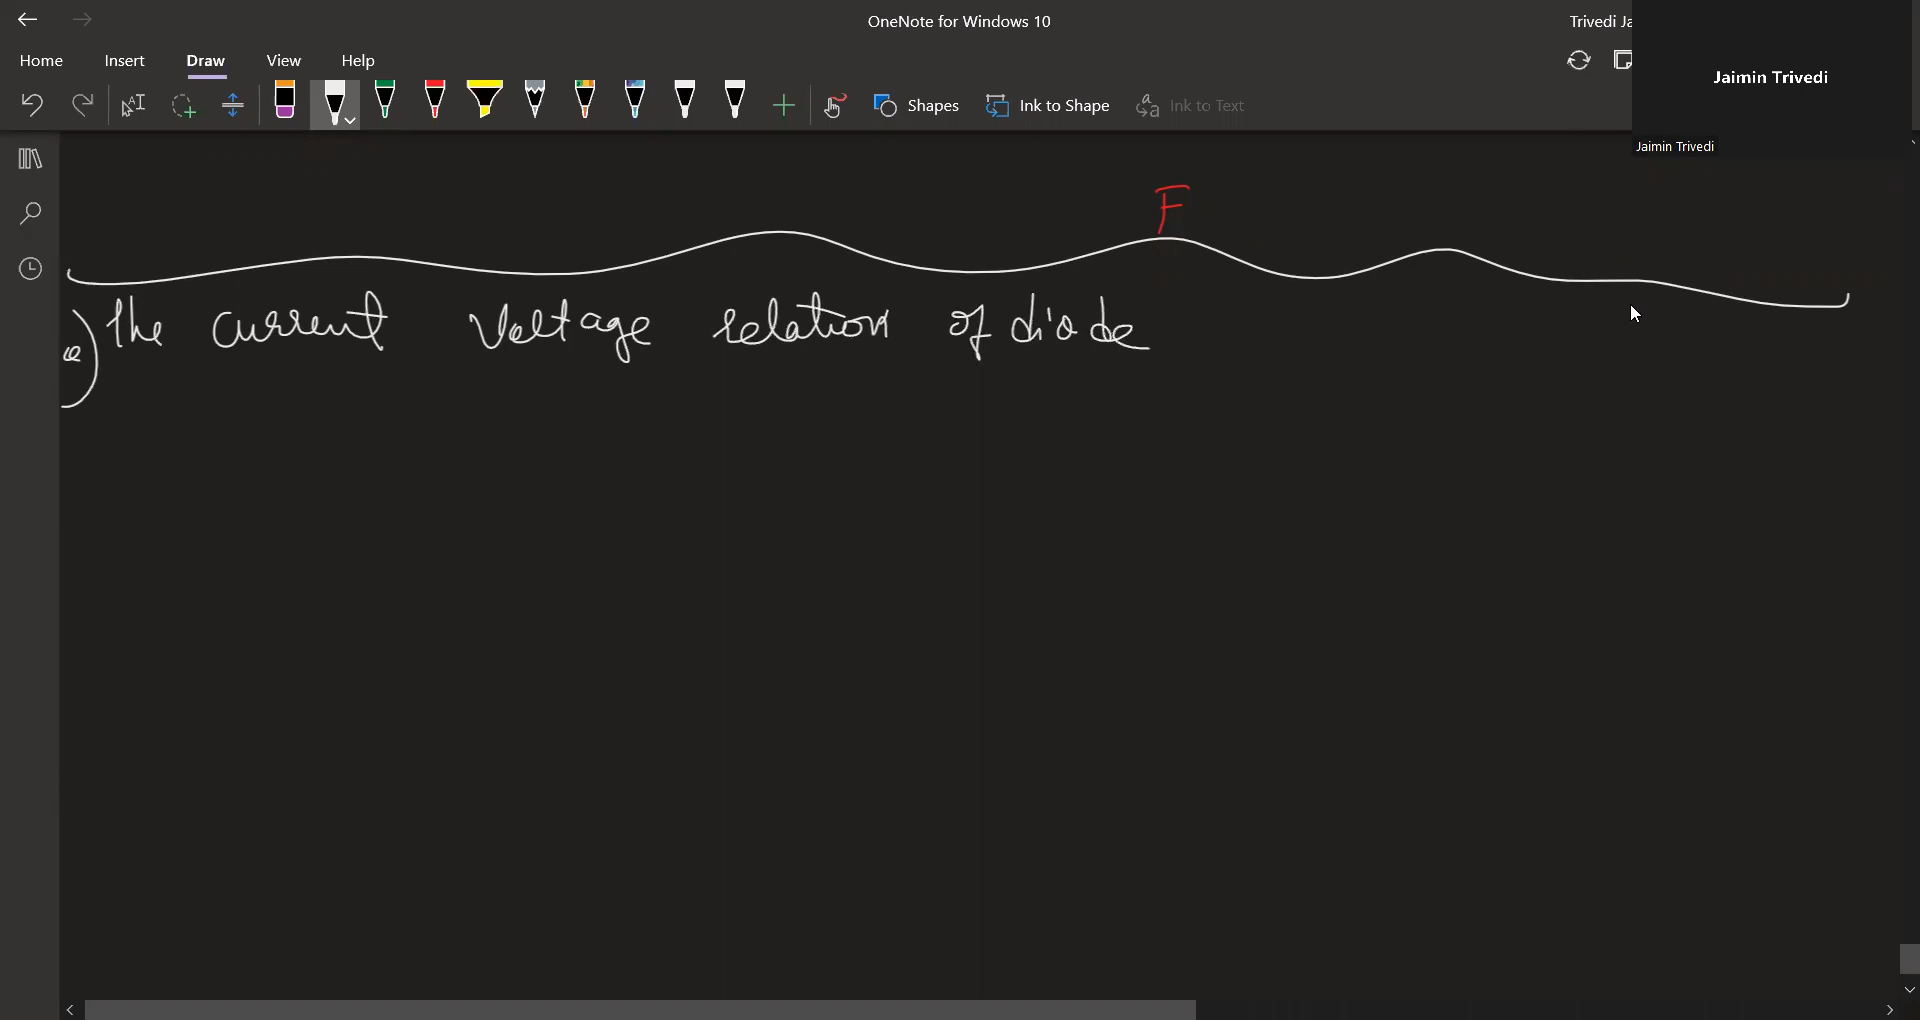 OneNote for Windows 10
Trivedi Ja
Home Insert Draw View Help
Jaimin Trivedi
Shapes Ink to Shape Ink to Text
Jaimin Trivedi
F
Q) The current Voltage relation of diode